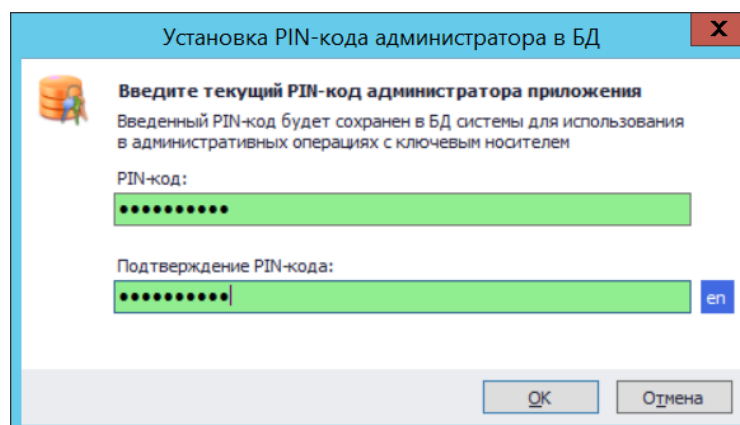 Установка PIN-кода администратора в БД
X
Введите текущий PIN-код администратора приложения
Введенный PIN-код будет сохранен в БД системы для использования
в административных операциях с ключевым носителем
PIN-код:
••••••••••
Подтверждение PIN-кода:
••••••••••
en
OK
Отмена